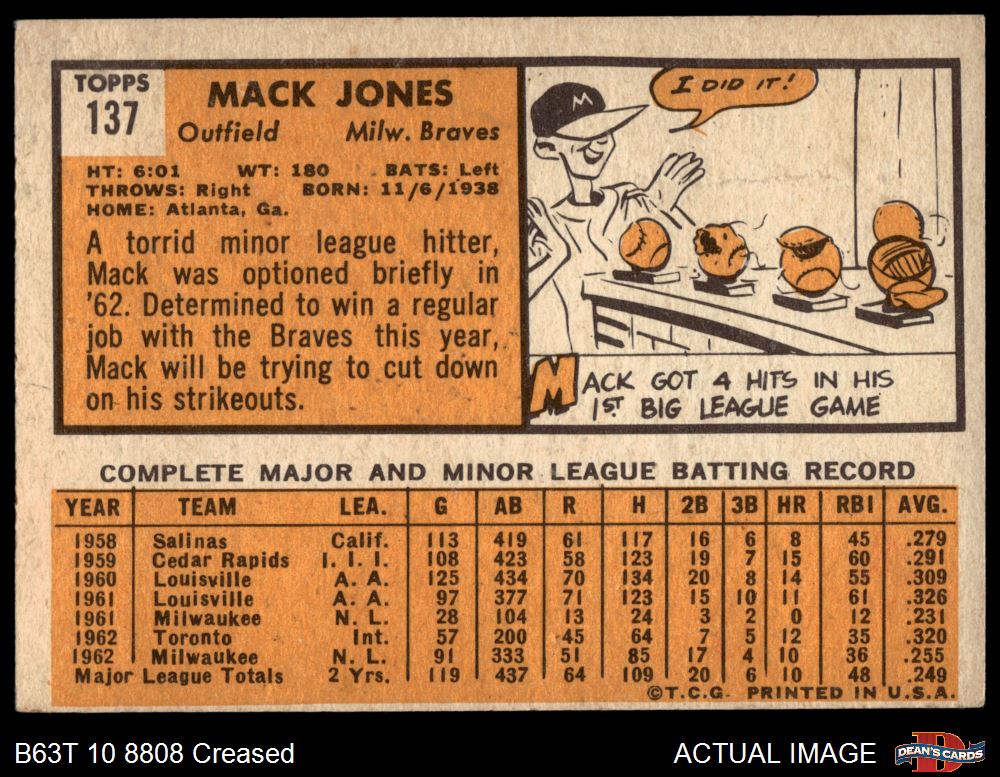 TOPPS
137
MACK JONES
Outfield Milw. Braves
HT: 6:01 WT: 180 BATS: Left
THROWS: Right BORN: 11/6/1938
HOME: Atlanta, Ga.
A torrid minor league hitter,
Mack was optioned briefly in
'62. Determined to win a regular
job with the Braves this year,
Mack will be trying to cut down
on his strikeouts.
M
I DID IT!
MACK GOT 4 HITS IN HIS
1ST BIG LEAGUE GAME
COMPLETE MAJOR AND MINOR LEAGUE BATTING RECORD
YEAR TEAM LEA. G AB R H 2B 3B HR RBI AVG.
1958 Salinas Calif. 113 419 61 117 16 6 8 45 .279
1959 Cedar Rapids I. I. I. 108 423 58 123 19 7 15 60 .291
1960 Louisville A. A. 125 434 70 134 20 8 14 55 .309
1961 Louisville A. A. 97 377 71 123 15 10 11 61 .326
1961 Milwaukee N. L. 28 104 13 24 3 2 0 12 .231
1962 Toronto Int. 57 200 45 64 7 5 12 35 .320
1962 Milwaukee N. L. 91 333 51 85 17 4 10 36 .255
Major League Totals 2 Yrs. 119 437 64 109 20 6 10 48 .249
©T.C.G. PRINTED IN U.S.A.
B63T 10 8808 Creased
ACTUAL IMAGE
D
DEAN'S CARDS